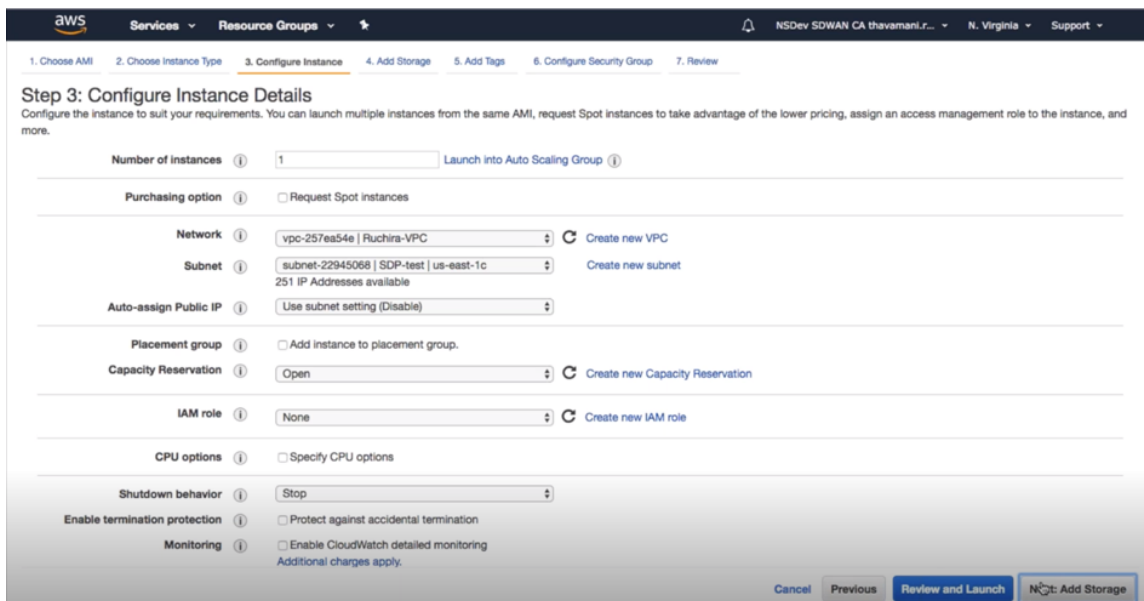 aws Services Resource Groups NSDev SDWAN CA thavamani.r... N. Virginia Support
1. Choose AMI 2. Choose Instance Type 3. Configure Instance 4. Add Storage 5. Add Tags 6. Configure Security Group 7. Review
Step 3: Configure Instance Details
Configure the instance to suit your requirements. You can launch multiple instances from the same AMI, request Spot instances to take advantage of the lower pricing, assign an access management role to the instance, and
more.
Number of instances i 1 Launch into Auto Scaling Group i
Purchasing option i Request Spot instances
Network i vpc-257ea54e | Ruchira-VPC Create new VPC
Subnet i subnet-22945068 | SDP-test | us-east-1c Create new subnet
251 IP Addresses available
Auto-assign Public IP i Use subnet setting (Disable)
Placement group i Add instance to placement group.
Capacity Reservation i Open Create new Capacity Reservation
IAM role i None Create new IAM role
CPU options i Specify CPU options
Shutdown behavior i Stop
Enable termination protection i Protect against accidental termination
Monitoring i Enable CloudWatch detailed monitoring
Additional charges apply.
Cancel Previous Review and Launch Next: Add Storage